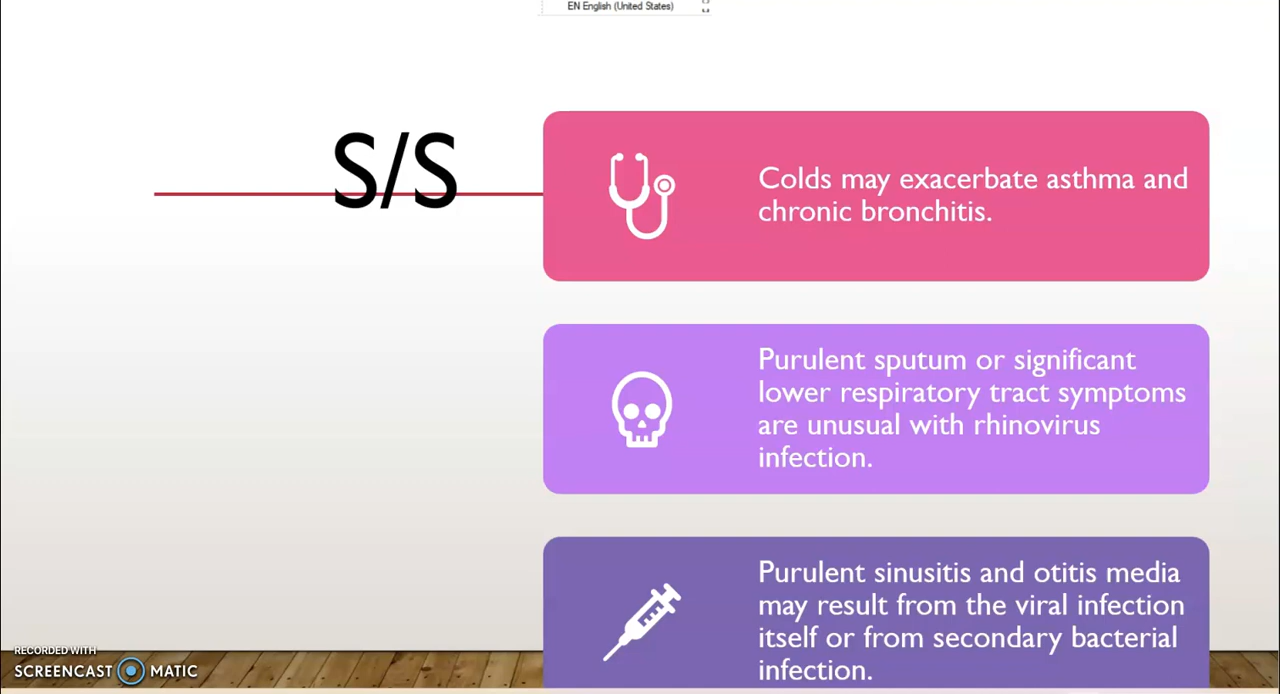 EN English (United States)
S/S
Colds may exacerbate asthma and
chronic bronchitis.
Purulent sputum or significant
lower respiratory tract symptoms
are unusual with rhinovirus
infection.
Purulent sinusitis and otitis media
may result from the viral infection
itself or from secondary bacterial
infection.
RECORDED WITH
SCREENCAST MATIC